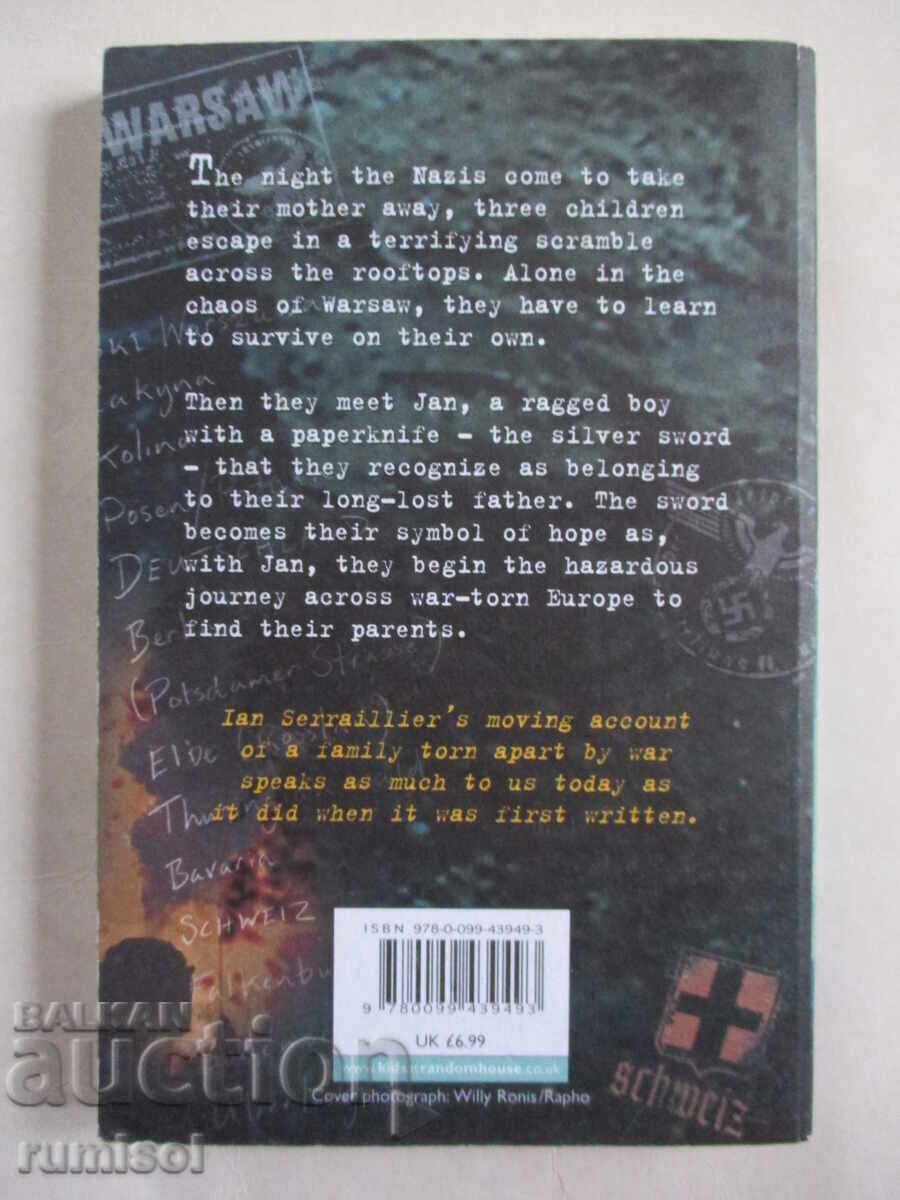 WARSAW
The night the Nazis come to take
their mother away, three children
escape in a terrifying scramble
across the rooftops. Alone in the
chaos of Warsaw, they have to learn
to survive on their own.
Then they meet Jan, a ragged boy
with a paperknife – the silver sword
– that they recognize as belonging
to their long-lost father. The sword
becomes their symbol of hope as,
with Jan, they begin the hazardous
journey across war-torn Europe to
find their parents.
Posen
(Potsdamer Strasse)
Ian Serraillier's moving account
of a family torn apart by war
speaks as much to us today as
it did when it was first written.
Bavaria
SCHWEIZ
ISBN 978-0-099-43949-3
9 780099 439493
UK £6.99
www.kidsatrandomhouse.co.uk
Cover photograph: Willy Ronis/Rapho
schweiz
BALKAN
auction
rumisol